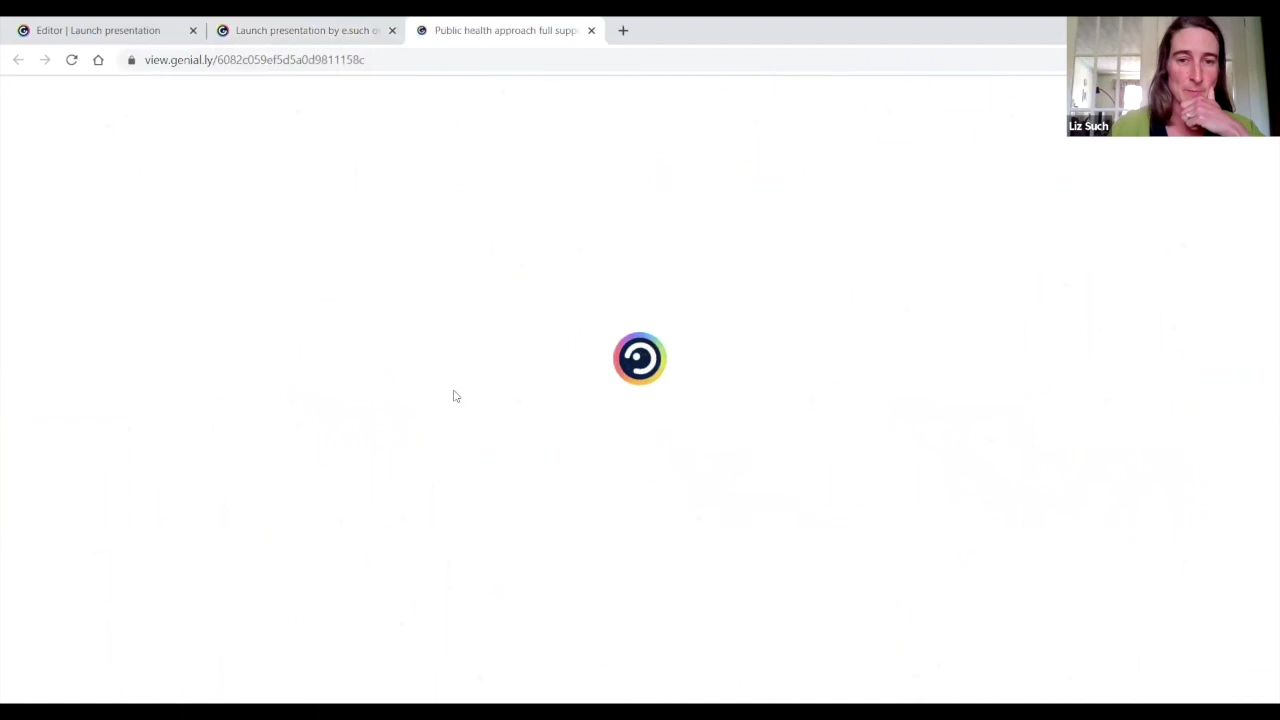 Editor | Launch presentation
Launch presentation by e.such o
Public health approach full supp
view.genial.ly/6082c059ef5d5a0d9811158c
Liz Such